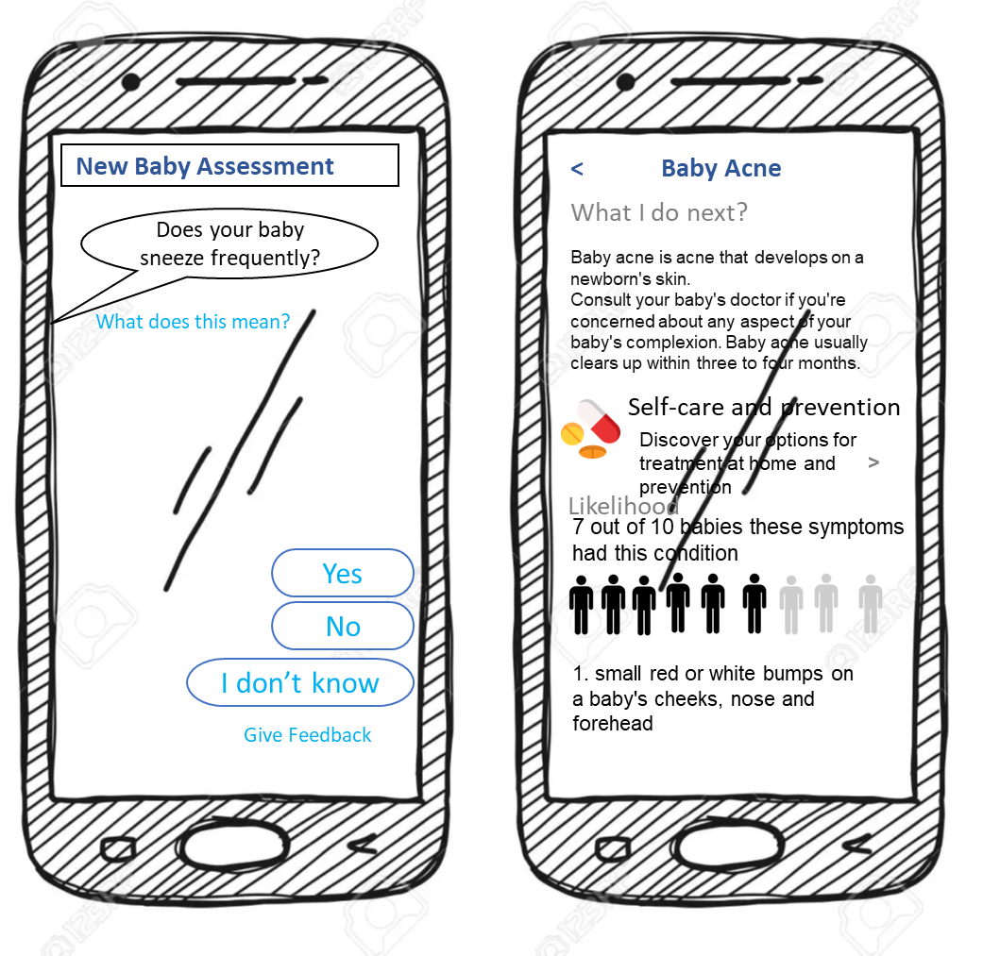 New Baby Assessment
Does your baby
sneeze frequently?
What does this mean?
Yes
No
I don't know
Give Feedback
< Baby Acne
What I do next?
Baby acne is acne that develops on a
newborn's skin.
Consult your baby's doctor if you're
concerned about any aspect of your
baby's complexion. Baby acne usually
clears up within three to four months.
Self-care and prevention
Discover your options for
treatment at home and >
prevention
Likelihood
7 out of 10 babies these symptoms
had this condition
1. small red or white bumps on
a baby's cheeks, nose and
forehead